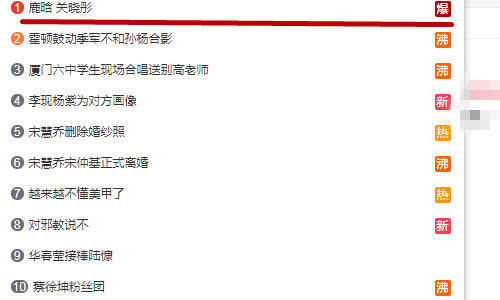 1 鹿晗 关晓彤 爆
2 霍顿鼓动季军不和孙杨合影 沸
3 厦门六中学生现场合唱送别高老师 沸
4 李现杨紫为对方画像 新
5 宋慧乔删除婚纱照 热
6 宋慧乔宋仲基正式离婚 沸
7 越来越不懂美甲了 热
8 对邪教说不 新
9 华春莹接棒陆慷
10 蔡徐坤粉丝团 沸